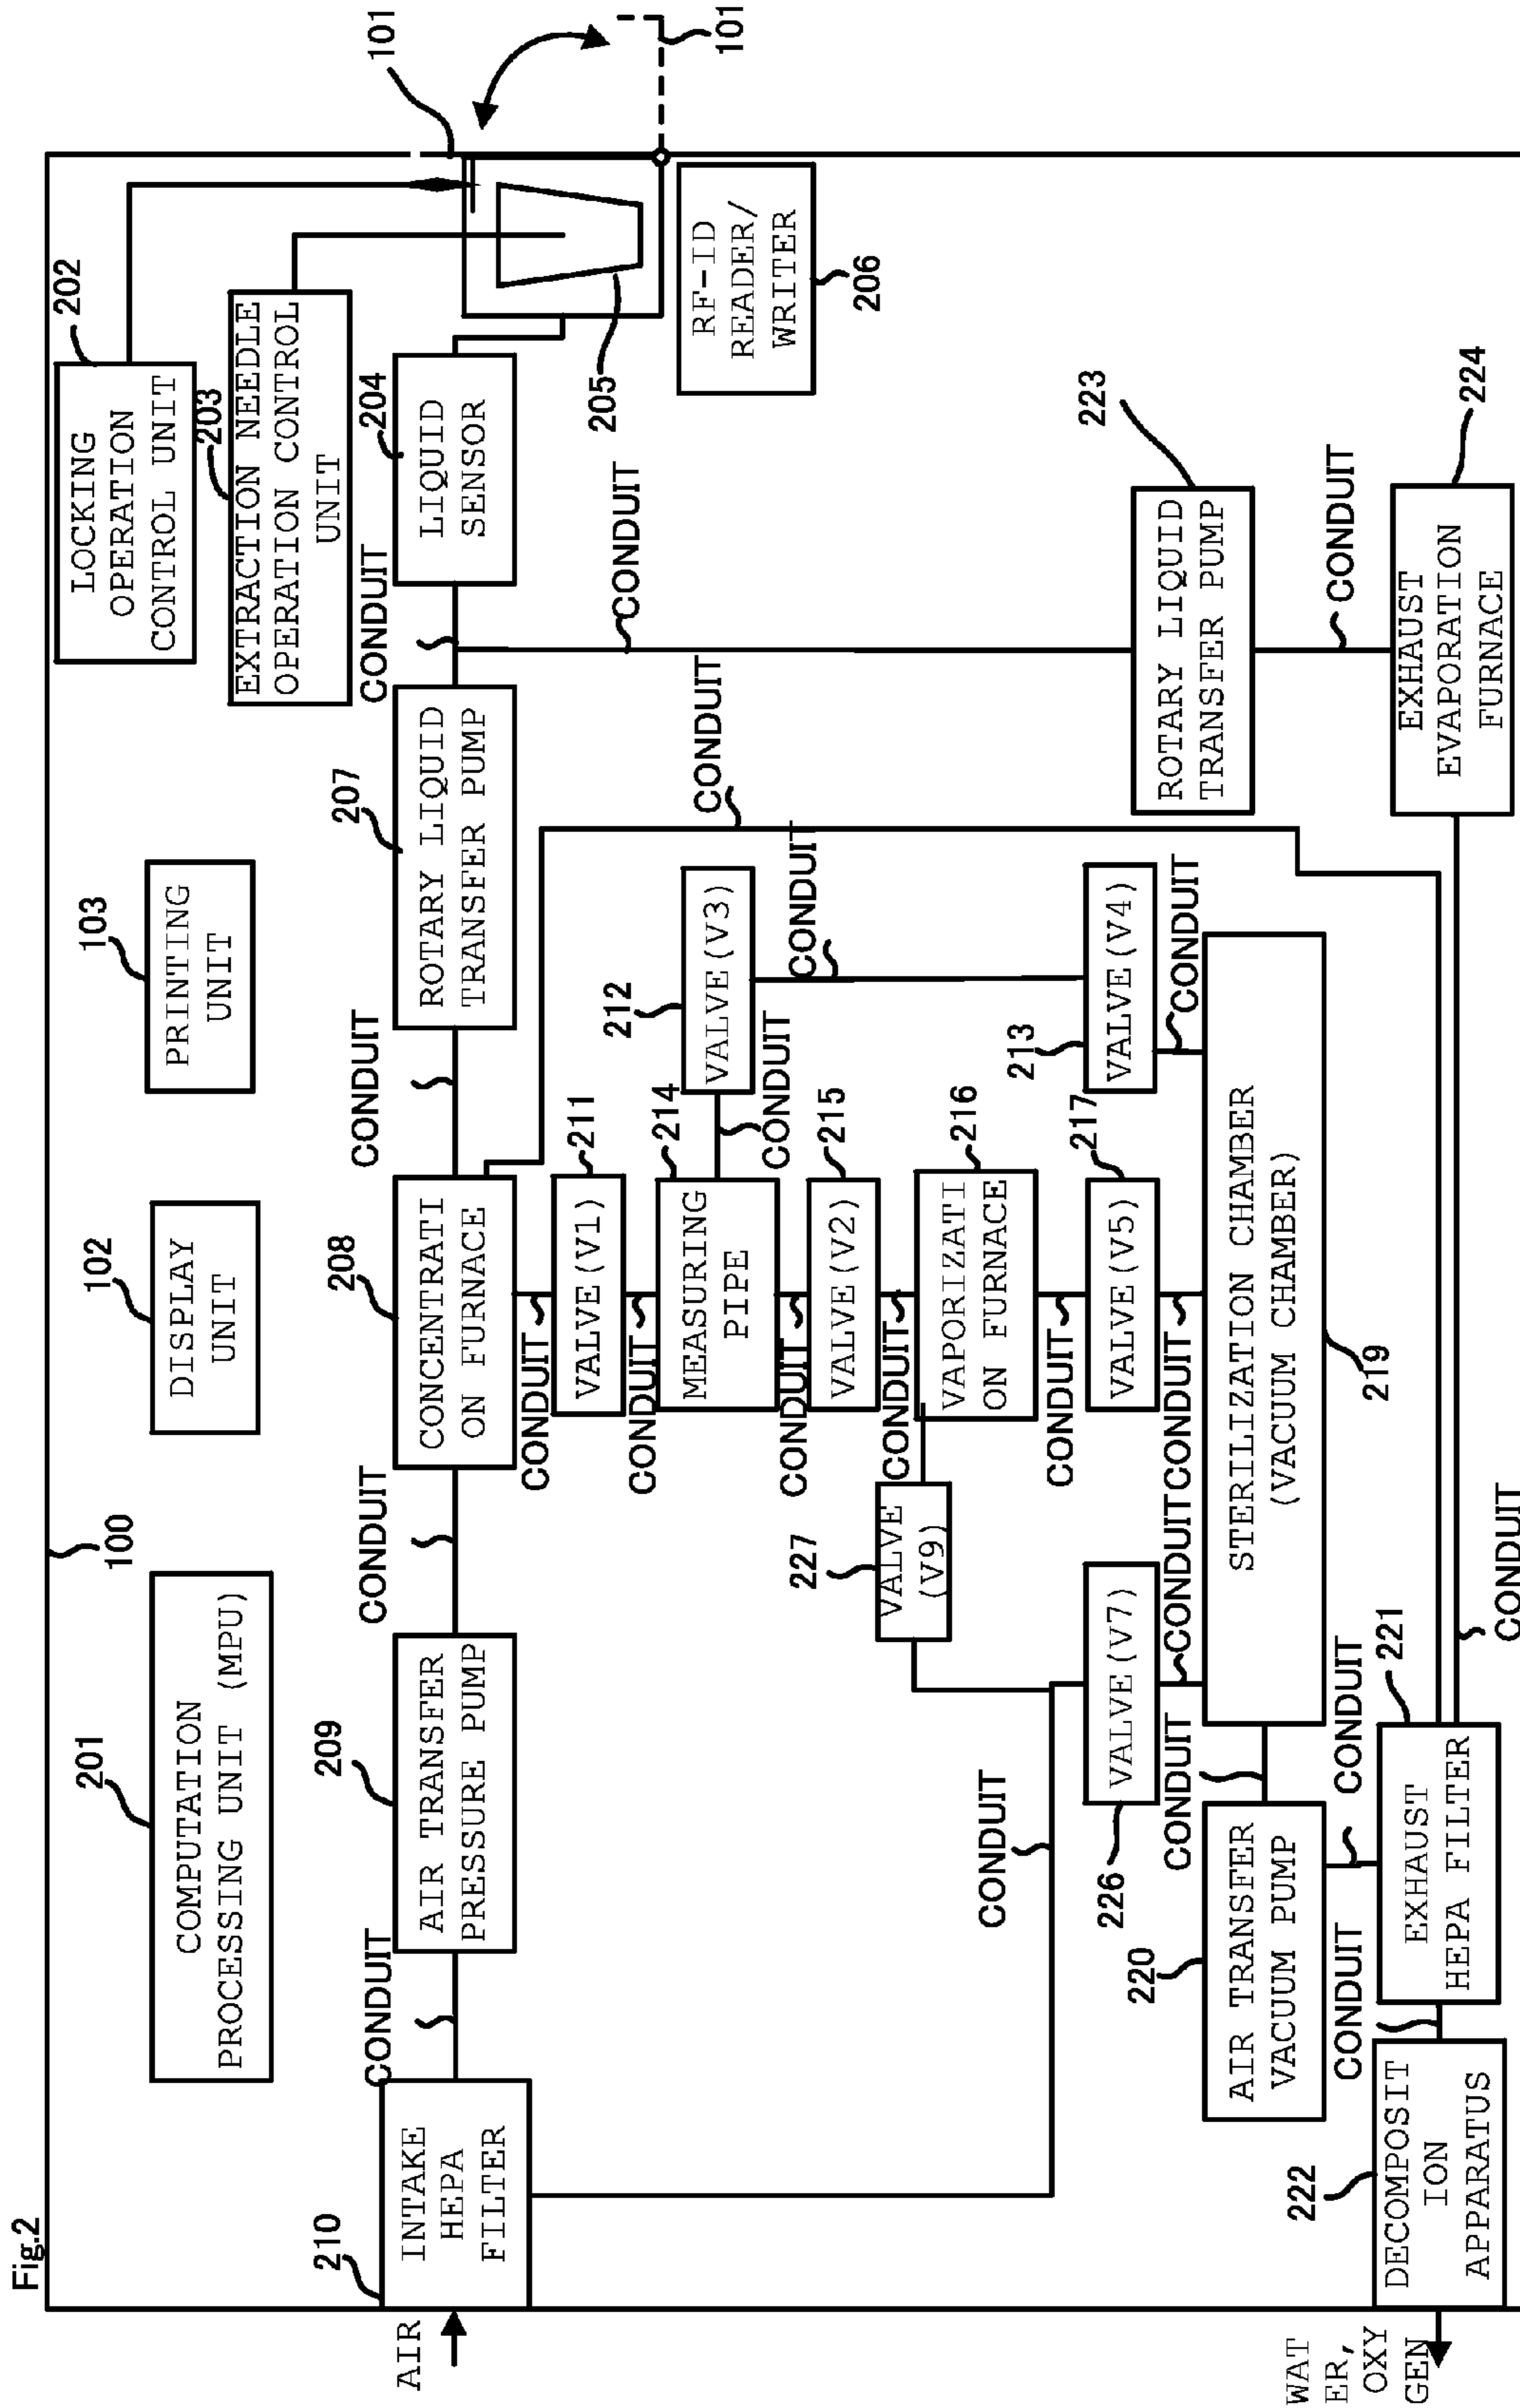 Fig.2
100
201
COMPUTATION
PROCESSING UNIT (MPU)
102
DISPLAY
UNIT
103
PRINTING
UNIT
202
LOCKING
OPERATION
CONTROL UNIT
203
EXTRACTION NEEDLE
OPERATION CONTROL
UNIT
101
101
AIR
210
INTAKE
HEPA
FILTER
CONDUIT
209
AIR TRANSFER
PRESSURE PUMP
CONDUIT
208
CONCENTRATI
ON FURNACE
CONDUIT
207
ROTARY LIQUID
TRANSFER PUMP
CONDUIT
204
LIQUID
SENSOR
205
RF-ID
READER/
WRITER
206
CONDUIT
CONDUIT
CONDUIT
211
VALVE(V1)
CONDUIT
214
MEASURING
PIPE
CONDUIT
212
VALVE(V3)
CONDUIT
CONDUIT
215
VALVE(V2)
CONDUIT
216
VAPORIZATI
ON FURNACE
227
VALVE
(V9)
CONDUIT
CONDUIT
217
VALVE(V5)
CONDUIT
213
VALVE(V4)
CONDUIT
226
VALVE(V7)
CONDUIT
223
ROTARY LIQUID
TRANSFER PUMP
CONDUIT
220
AIR TRANSFER
VACUUM PUMP
CONDUIT
STERILIZATION CHAMBER
(VACUUM CHAMBER)
219
CONDUIT
224
EXHAUST
EVAPORATION
FURNACE
222
DECOMPOSIT
ION
APPARATUS
CONDUIT
221
EXHAUST
HEPA FILTER
CONDUIT
WAT
ER,
OXY
GEN